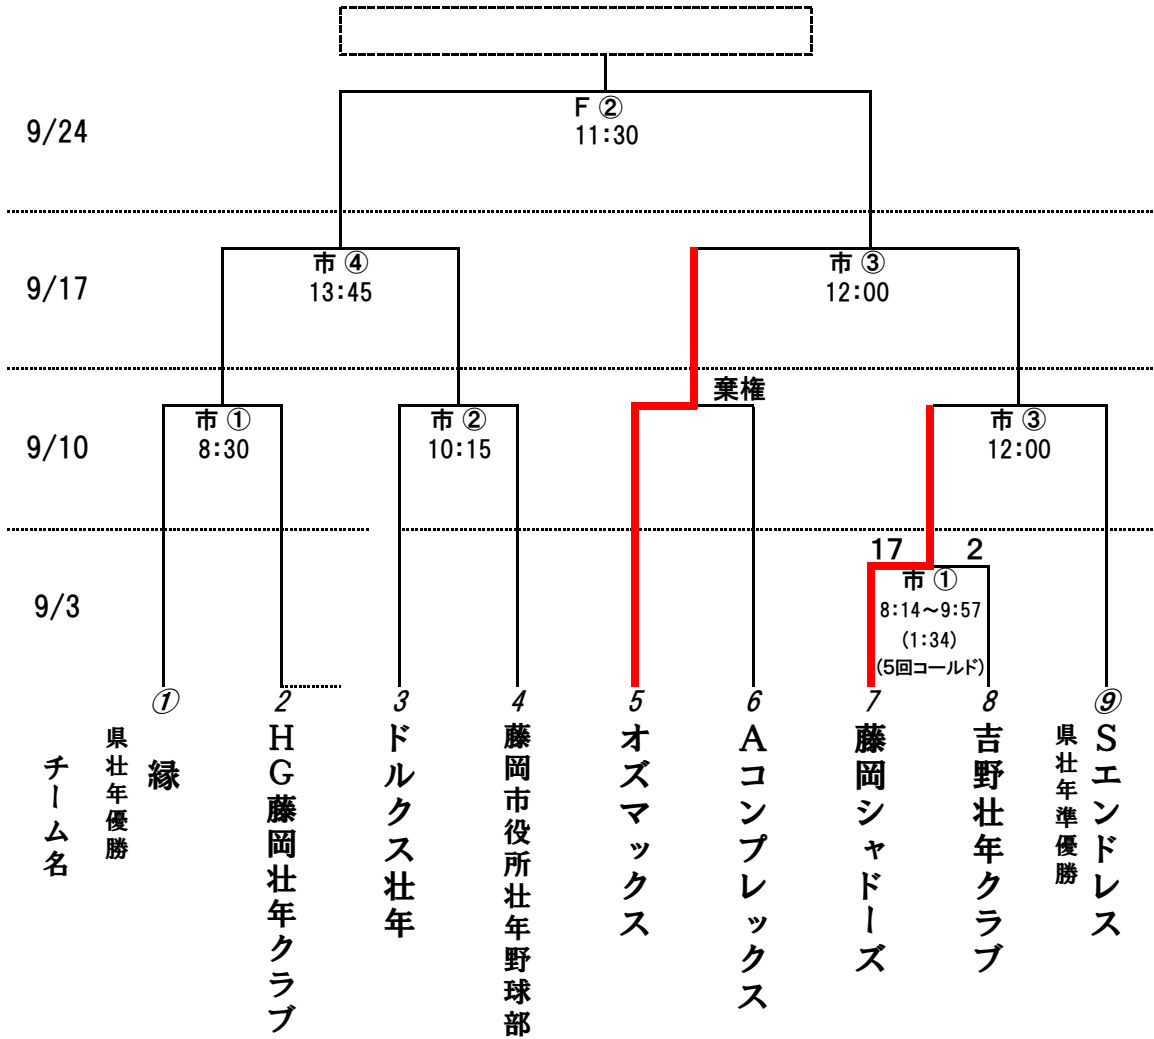 9/24
F ②
11:30
9/17
市 ④
13:45
市 ③
12:00
9/10
市 ①
8:30
市 ②
10:15
棄権
市 ③
12:00
9/3
17 2
市 ①
8:14～9:57
(1:34)
(5回コールド)
① 2 3 4 5 6 7 8 ⑨
チーム名
県壮年優勝
縁
HG藤岡壮年クラブ
ドルクス壮年
藤岡市役所壮年野球部
オズマックス
Aコンプレックス
藤岡シャドーズ
吉野壮年クラブ
県壮年準優勝
Sエンドレス